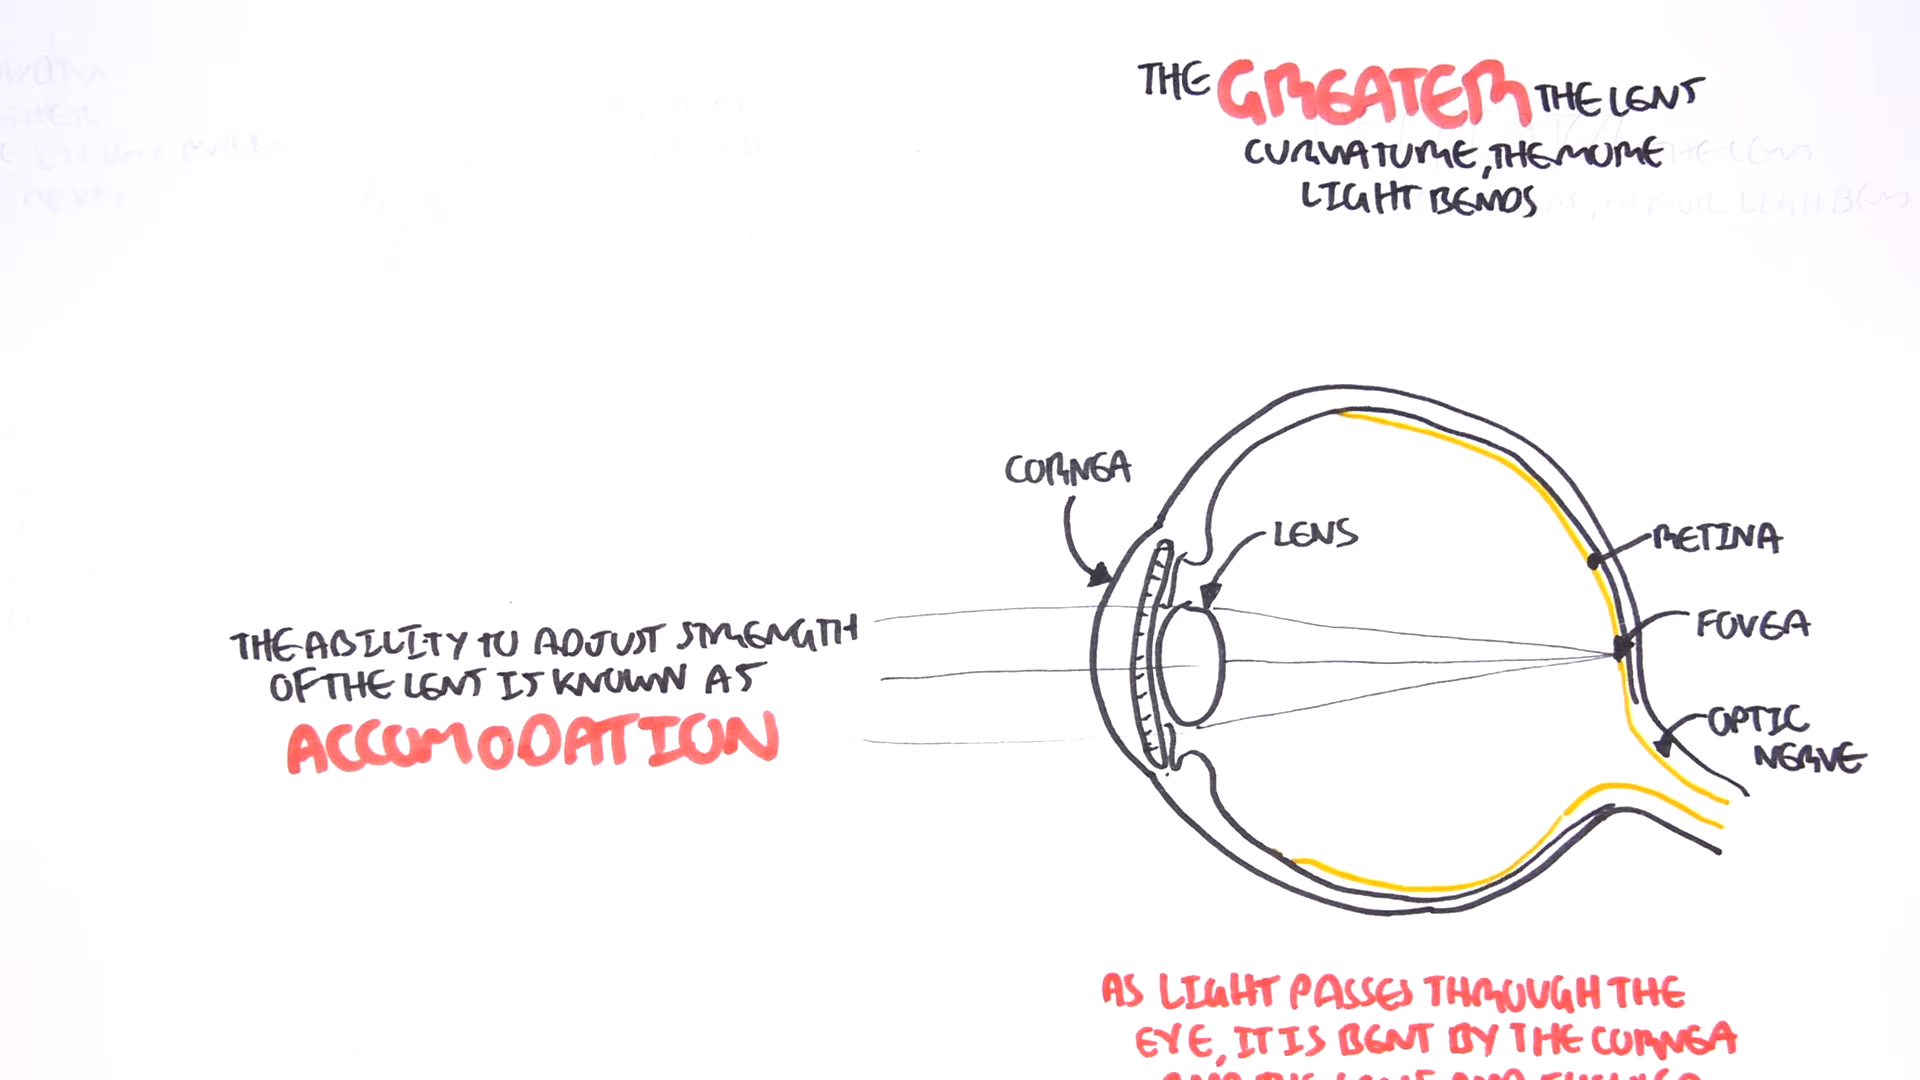 THE GREATER THE LENS
CURVATURE, THE MORE
LIGHT BENDS
CORNEA
LENS
RETINA
FOVEA
OPTIC
NERVE
THE ABILITY TO ADJUST STRENGTH
OF THE LENS IS KNOWN AS
ACCOMODATION
AS LIGHT PASSES THROUGH THE
EYE, IT IS BENT BY THE CORNEA